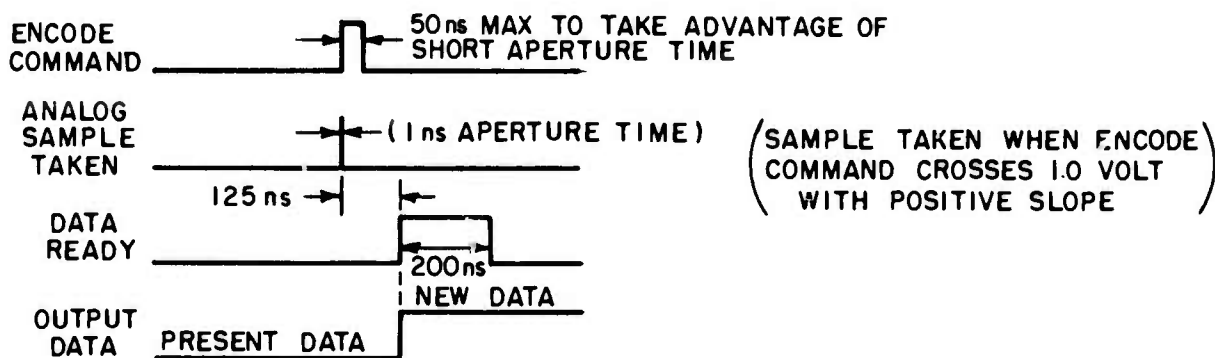 ENCODE
COMMAND
50ns MAX TO TAKE ADVANTAGE OF
SHORT APERTURE TIME
ANALOG
SAMPLE
TAKEN
(1ns APERTURE TIME)
(SAMPLE TAKEN WHEN ENCODE
COMMAND CROSSES 1.0 VOLT
WITH POSITIVE SLOPE)
125ns
DATA
READY
200ns
NEW DATA
OUTPUT
DATA
PRESENT DATA